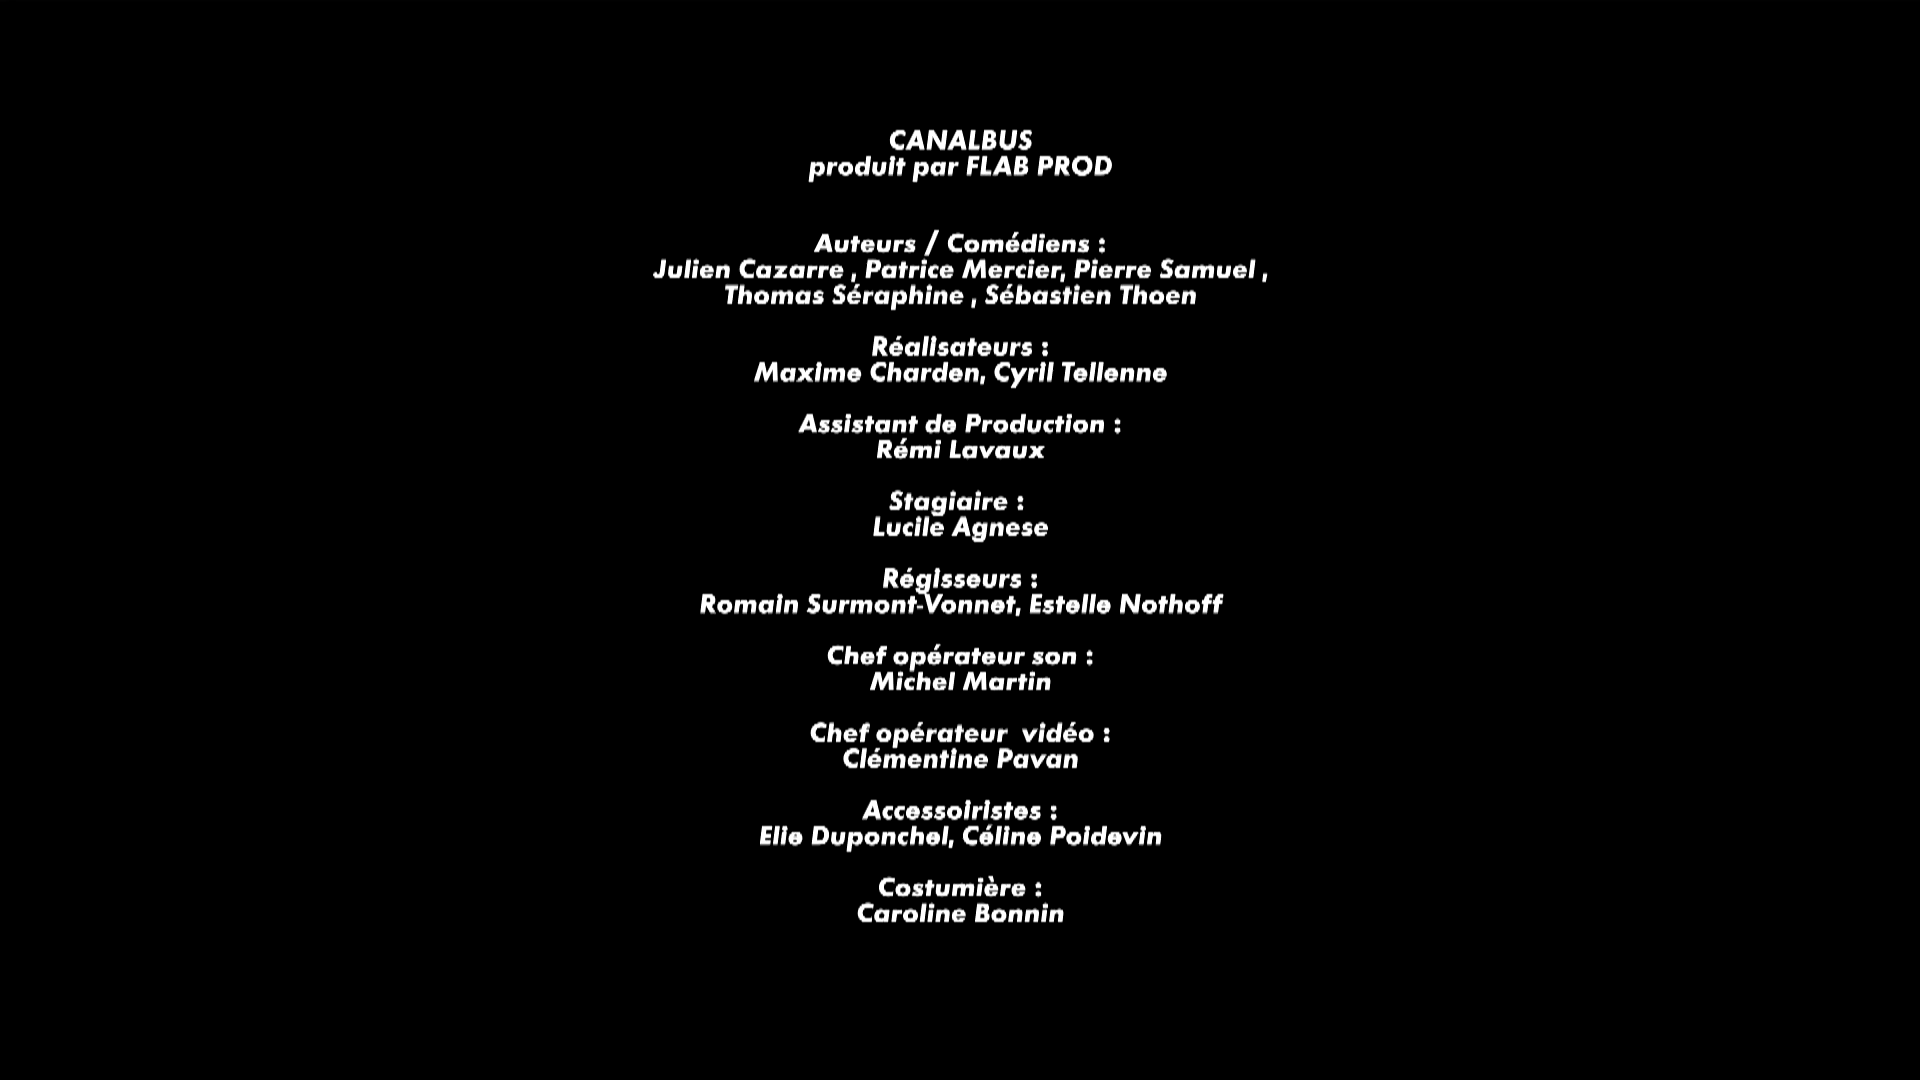 CANALBUS
produit par FLAB PROD
Auteurs / Comédiens :
Julien Cazarre , Patrice Mercier, Pierre Samuel ,
Thomas Séraphine , Sébastien Thoen
Réalisateurs :
Maxime Charden, Cyril Tellenne
Assistant de Production :
Rémi Lavaux
Stagiaire :
Lucile Agnese
Régisseurs :
Romain Surmont-Vonnet, Estelle Nothoff
Chef opérateur son :
Michel Martin
Chef opérateur  vidéo :
Clémentine Pavan
Accessoiristes :
Elie Duponchel, Céline Poidevin
Costumière :
Caroline Bonnin